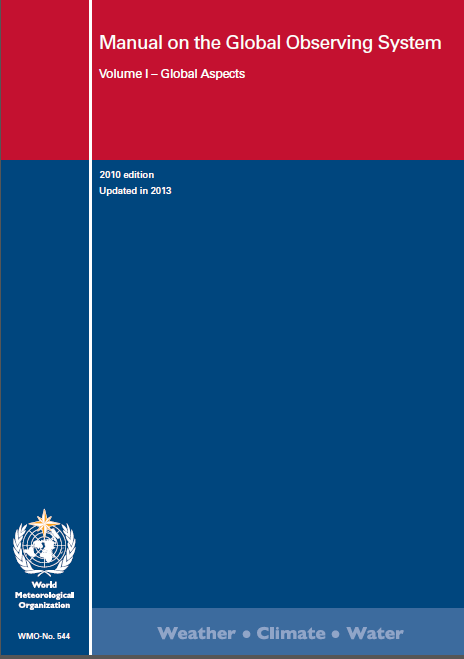 Manual on the Global Observing System
Volume I – Global Aspects
2010 edition
Updated in 2013
World
Meteorological
Organization
WMO-No. 544
Weather • Climate • Water